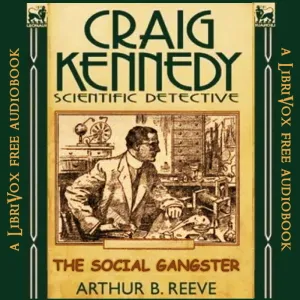 CRAIG
KENNEDY
SCIENTIFIC DETECTIVE
THE SOCIAL GANGSTER
ARTHUR B. REEVE
a LibriVox free audiobook
a LibriVox free audiobook